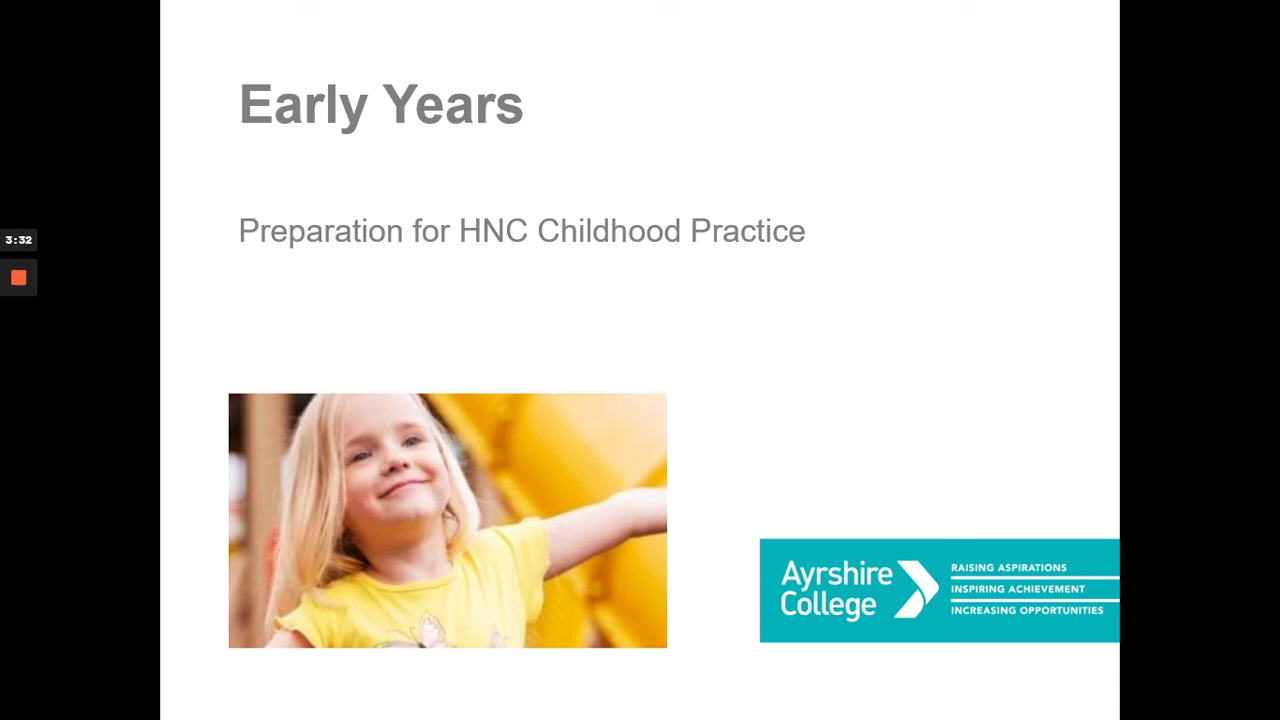 Early Years
Preparation for HNC Childhood Practice
3:32
Ayrshire
College
RAISING ASPIRATIONS
INSPIRING ACHIEVEMENT
INCREASING OPPORTUNITIES